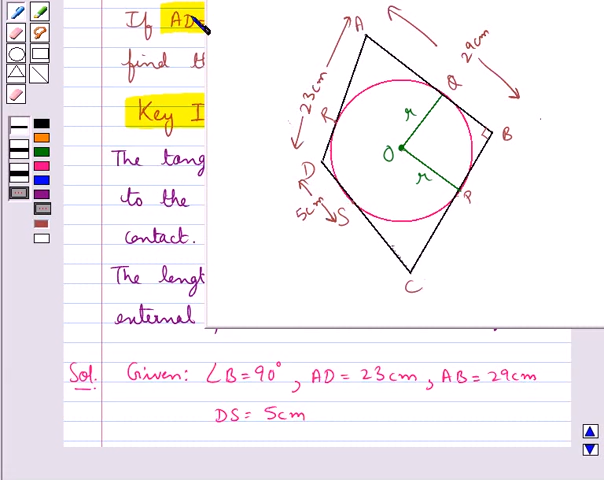 If AD=
find th
Key I
The tang
to the
contact.
The lengt
external
A
29cm
Q
23cm
R
r
B
O
D
r
P
5cm
S
C
Sol. Given: ∠B=90°, AD=23cm, AB=29cm
DS=5cm